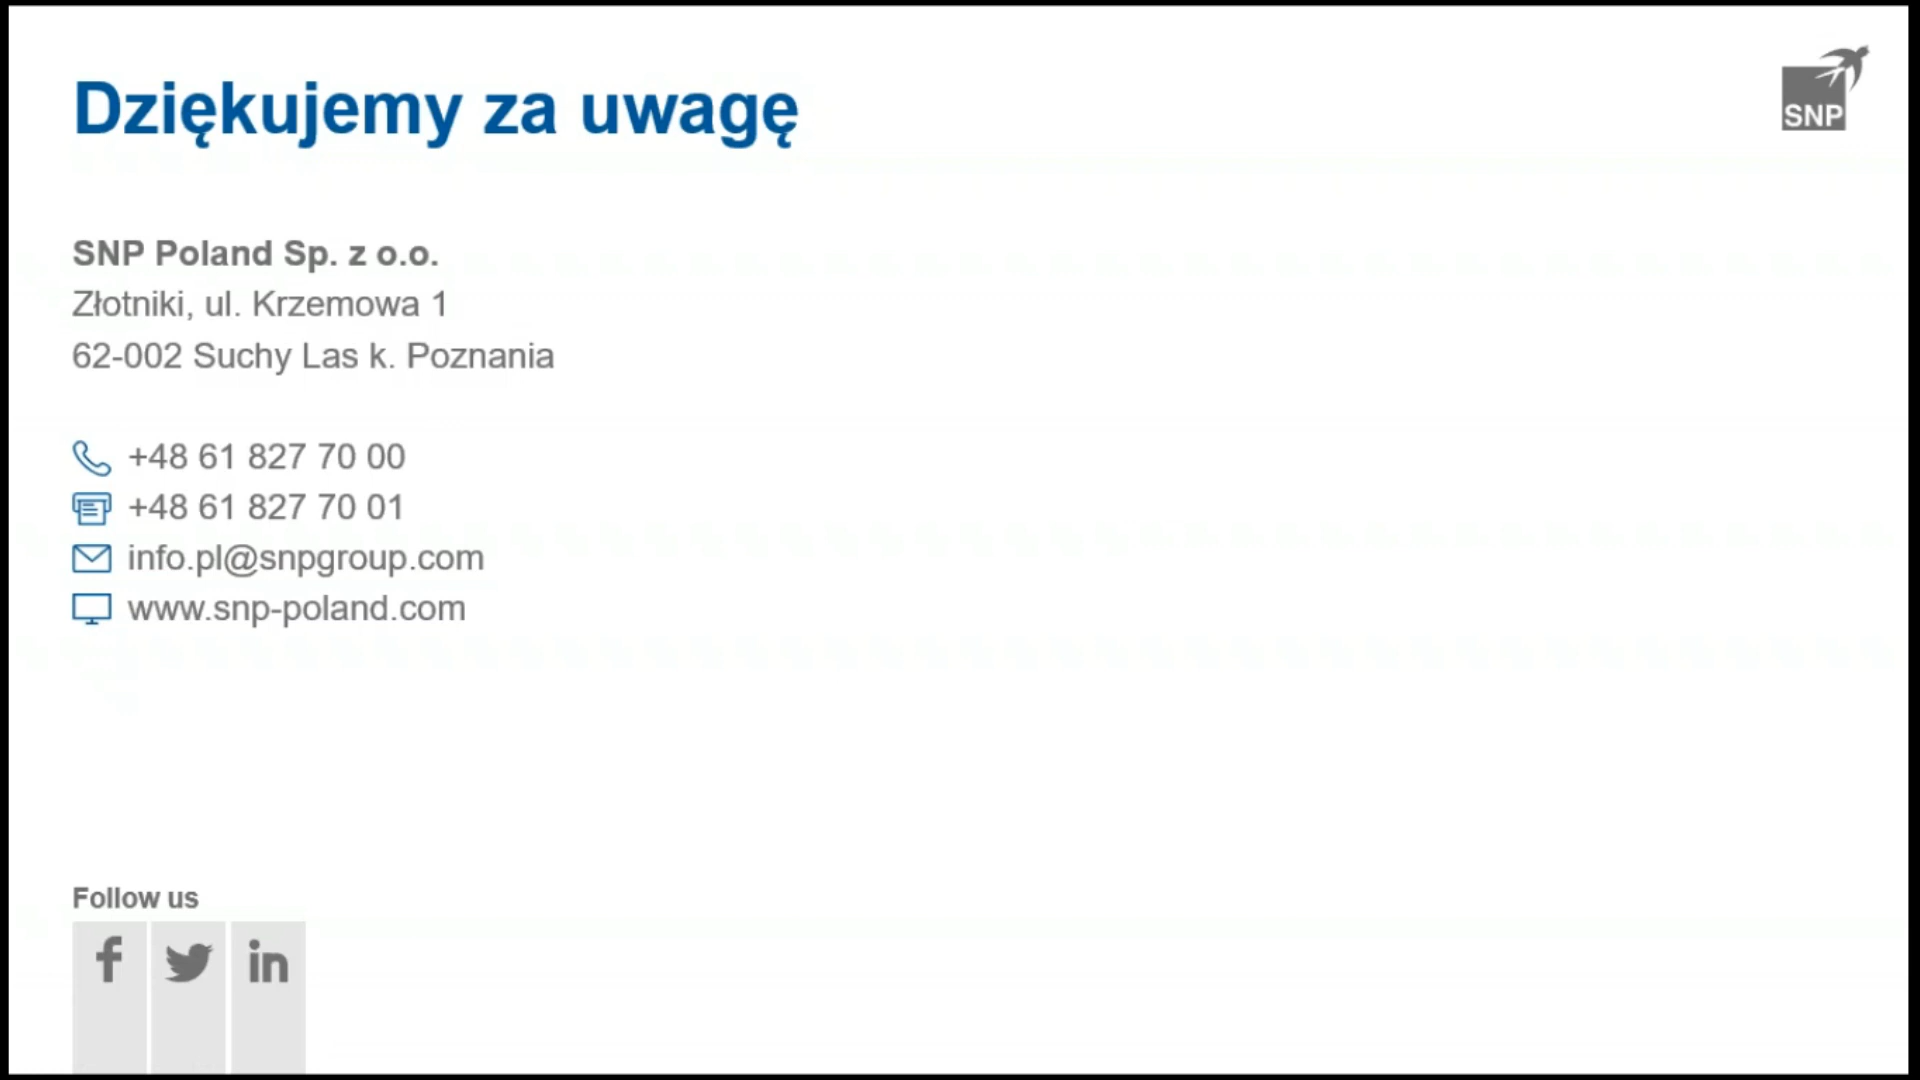 Dziękujemy za uwagę
SNP
SNP Poland Sp. z o.o.
Złotniki, ul. Krzemowa 1
62-002 Suchy Las k. Poznania
+48 61 827 70 00
+48 61 827 70 01
info.pl@snpgroup.com
www.snp-poland.com
Follow us